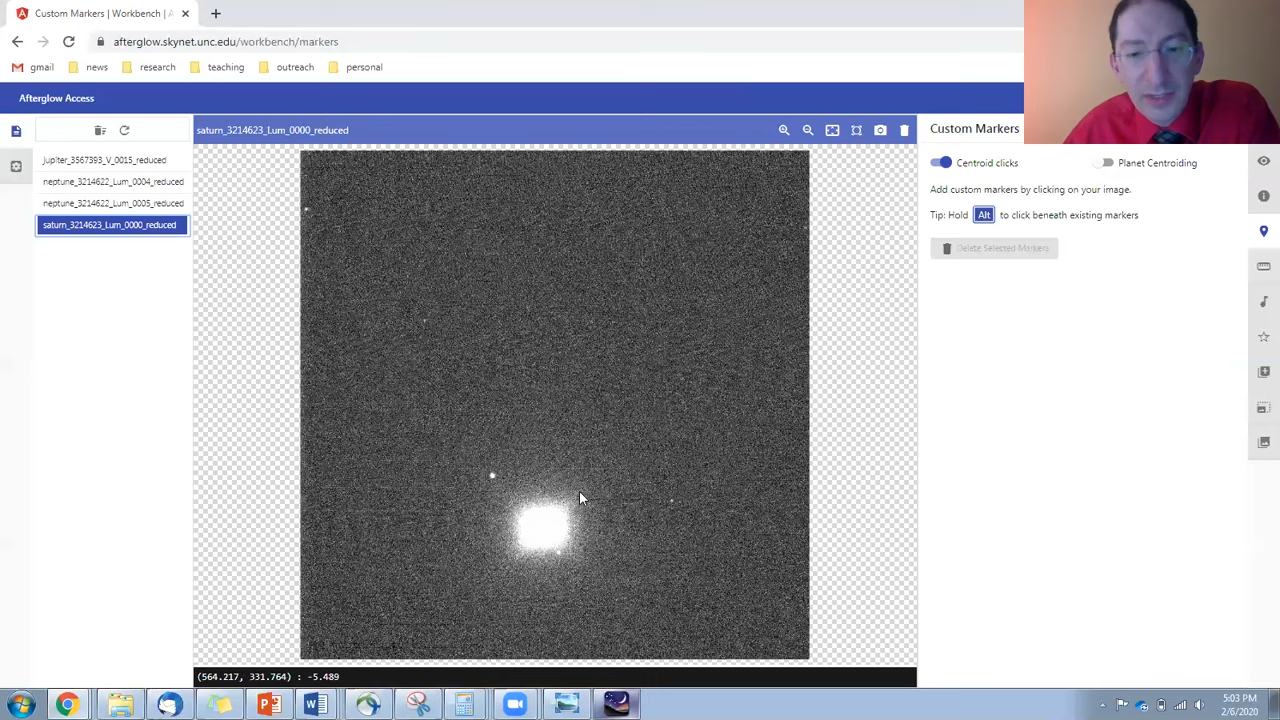 Custom Markers | Workbench | A
afterglow.skynet.unc.edu/workbench/markers
gmail news research teaching outreach personal
Afterglow Access
saturn_3214623_Lum_0000_reduced
Custom Markers
jupiter_3567393_V_0015_reduced
neptune_3214622_Lum_0004_reduced
neptune_3214622_Lum_0005_reduced
saturn_3214623_Lum_0000_reduced
Centroid clicks Planet Centroiding
Add custom markers by clicking on your image.
Tip: Hold Alt to click beneath existing markers
Delete Selected Markers
(564.217, 331.764) : -5.489
5:03 PM
2/6/2020